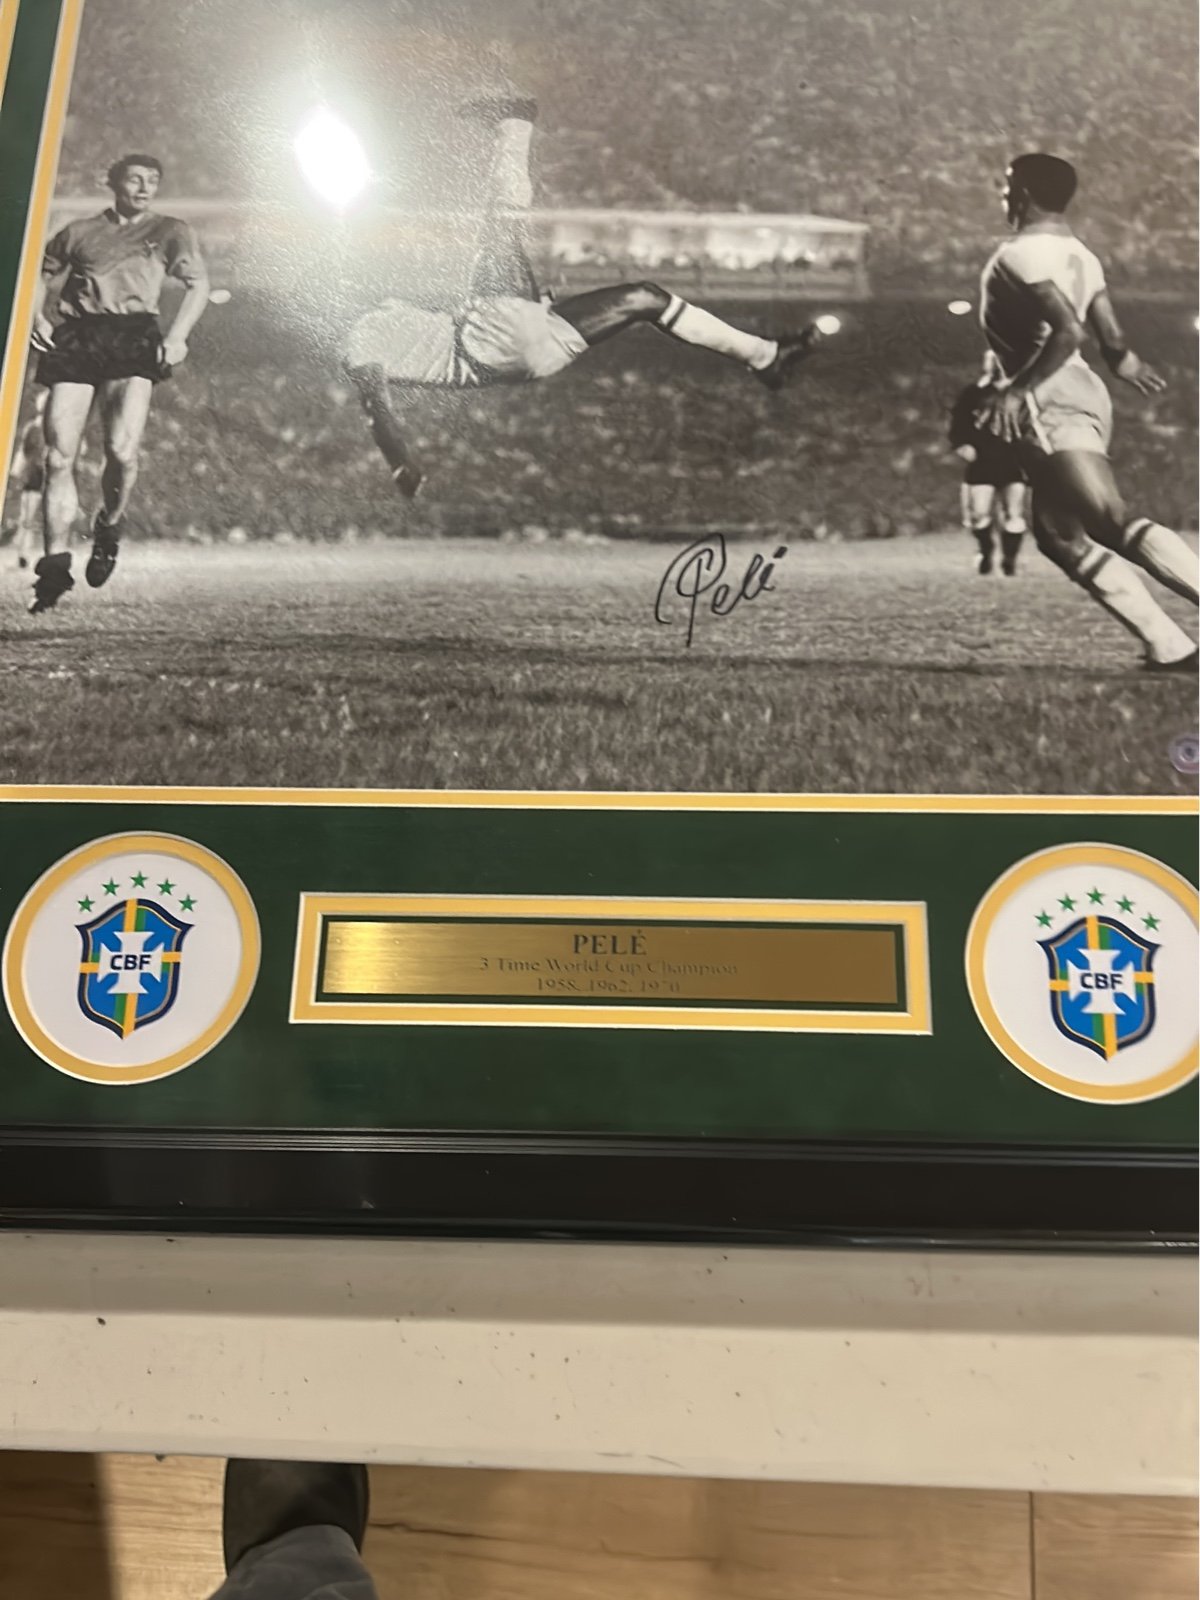 Pelé
CBF
PELÉ
3 Time World Cup Champion
1958, 1962, 1970
CBF